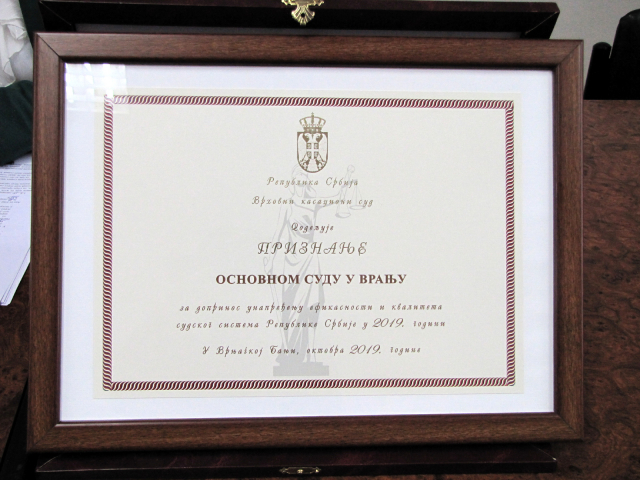 Република Србија
Врховни касациони суд
Додељује
ПРИЗНАЊЕ
ОСНОВНОМ СУДУ У ВРАЊУ
за допринос унапређењу ефикасности и квалитета
судског система Републике Србије у 2019. години
У Врњачкој Бањи, октобра 2019. године